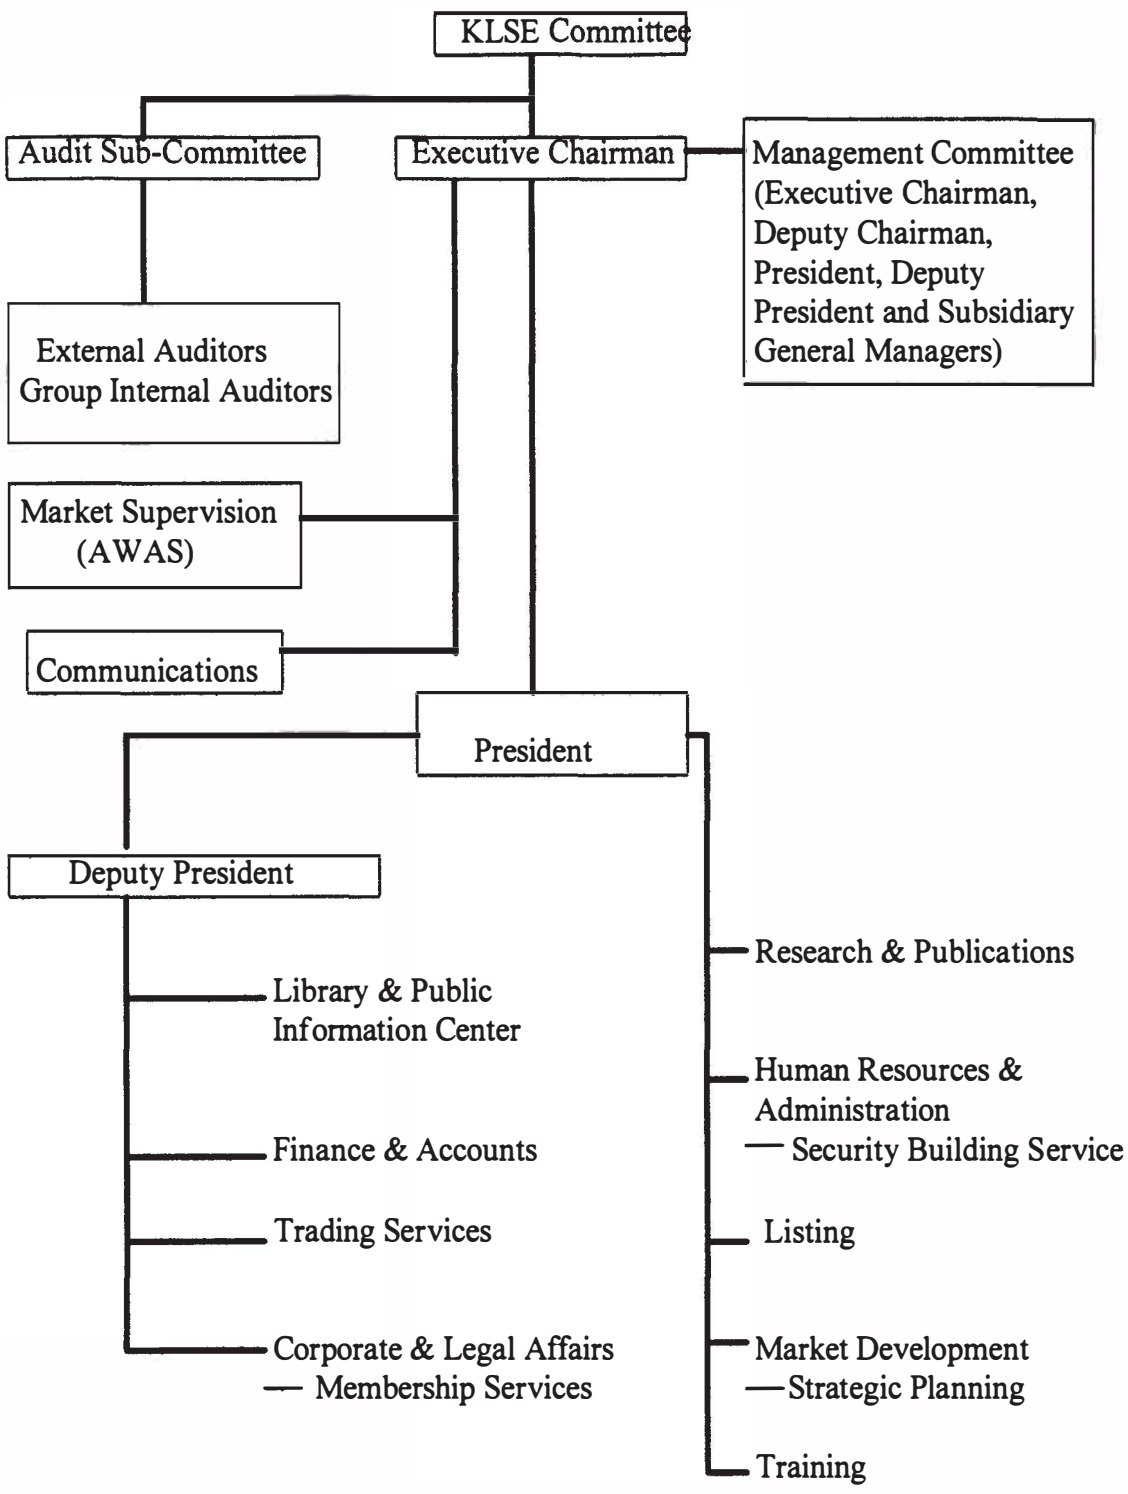 KLSE Committee
Audit Sub-Committee
Executive Chairman
Management Committee
(Executive Chairman,
Deputy Chairman,
President, Deputy
President and Subsidiary
General Managers)
External Auditors
Group Internal Auditors
Market Supervision
(AWAS)
Communications
President
Deputy President
Library & Public
Information Center
Finance & Accounts
Trading Services
Corporate & Legal Affairs
— Membership Services
Research & Publications
Human Resources &
Administration
— Security Building Service
Listing
Market Development
— Strategic Planning
Training